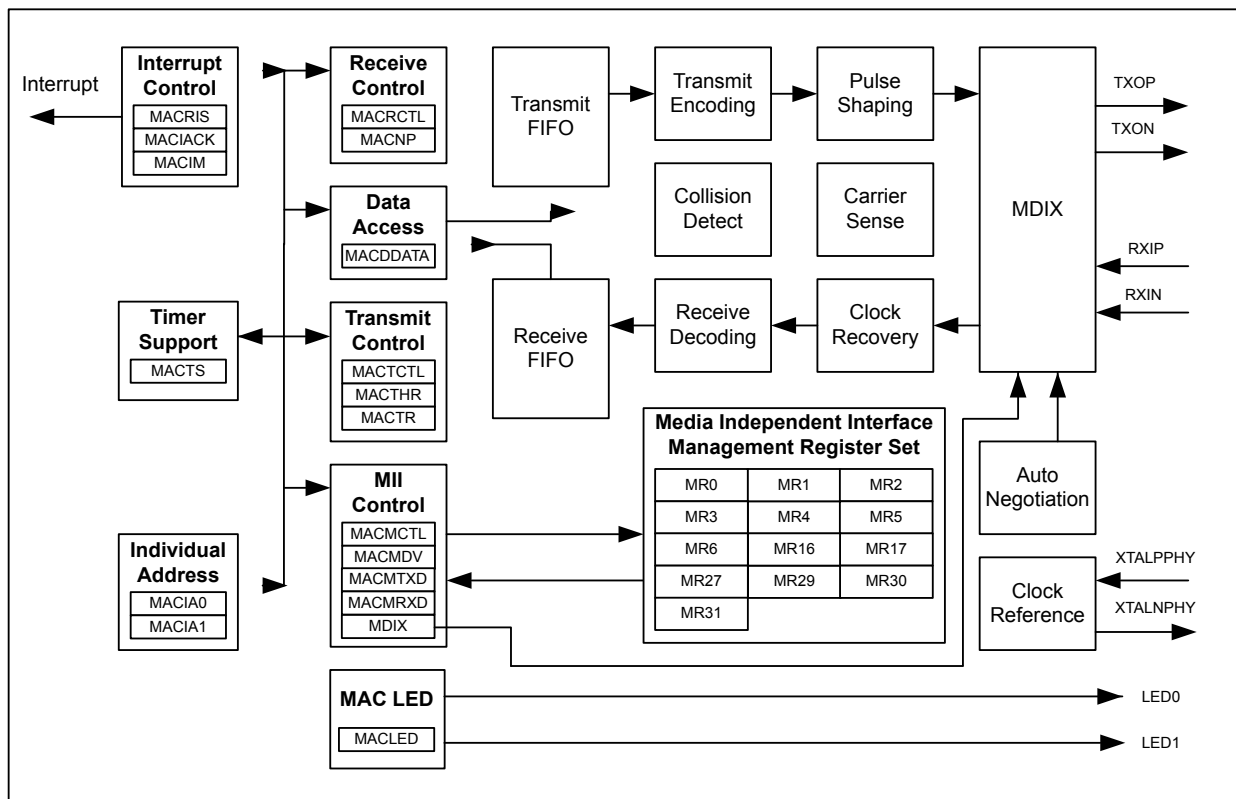 Interrupt
Interrupt
Control
MACRIS
MACIACK
MACIM
Receive
Control
MACRCTL
MACNP
Transmit
FIFO
Transmit
Encoding
Pulse
Shaping
MDIX
TXOP
TXON
Data
Access
MACDDATA
Collision
Detect
Carrier
Sense
RXIP
RXIN
Timer
Support
MACTS
Transmit
Control
MACTCTL
MACTHR
MACTR
Receive
FIFO
Receive
Decoding
Clock
Recovery
MII
Control
MACMCTL
MACMDV
MACMTXD
MACMRXD
MDIX
Media Independent Interface
Management Register Set
MR0 MR1 MR2
MR3 MR4 MR5
MR6 MR16 MR17
MR27 MR29 MR30
MR31
Auto
Negotiation
Individual
Address
MACIA0
MACIA1
Clock
Reference
XTALPPHY
XTALNPHY
MAC LED
MACLED
LED0
LED1